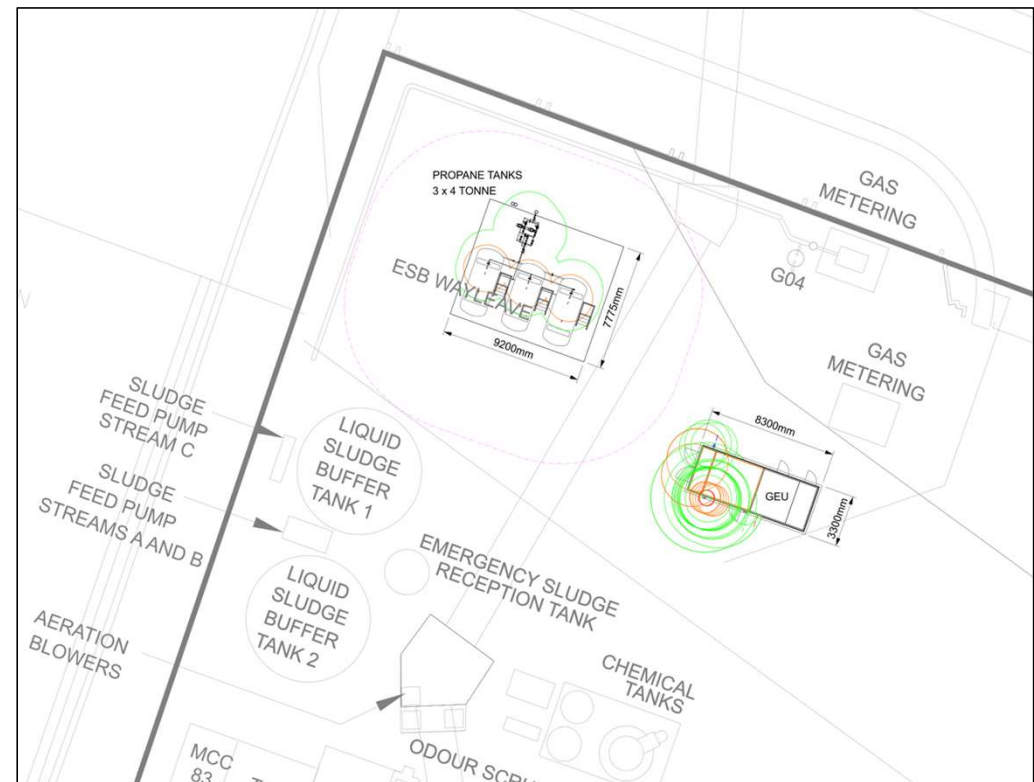 PROPANE TANKS
3 x 4 TONNE
ESB WAYLEAVE
7775mm
9200mm
GAS
METERING
G04
GAS
METERING
8300mm
GEU
3300mm
SLUDGE
FEED PUMP
STREAM C
LIQUID
SLUDGE
BUFFER
TANK 1
SLUDGE
FEED PUMP
STREAMS A AND B
EMERGENCY SLUDGE
RECEPTION TANK
LIQUID
SLUDGE
BUFFER
TANK 2
AERATION
BLOWERS
CHEMICAL
TANKS
ODOUR
MCC
83